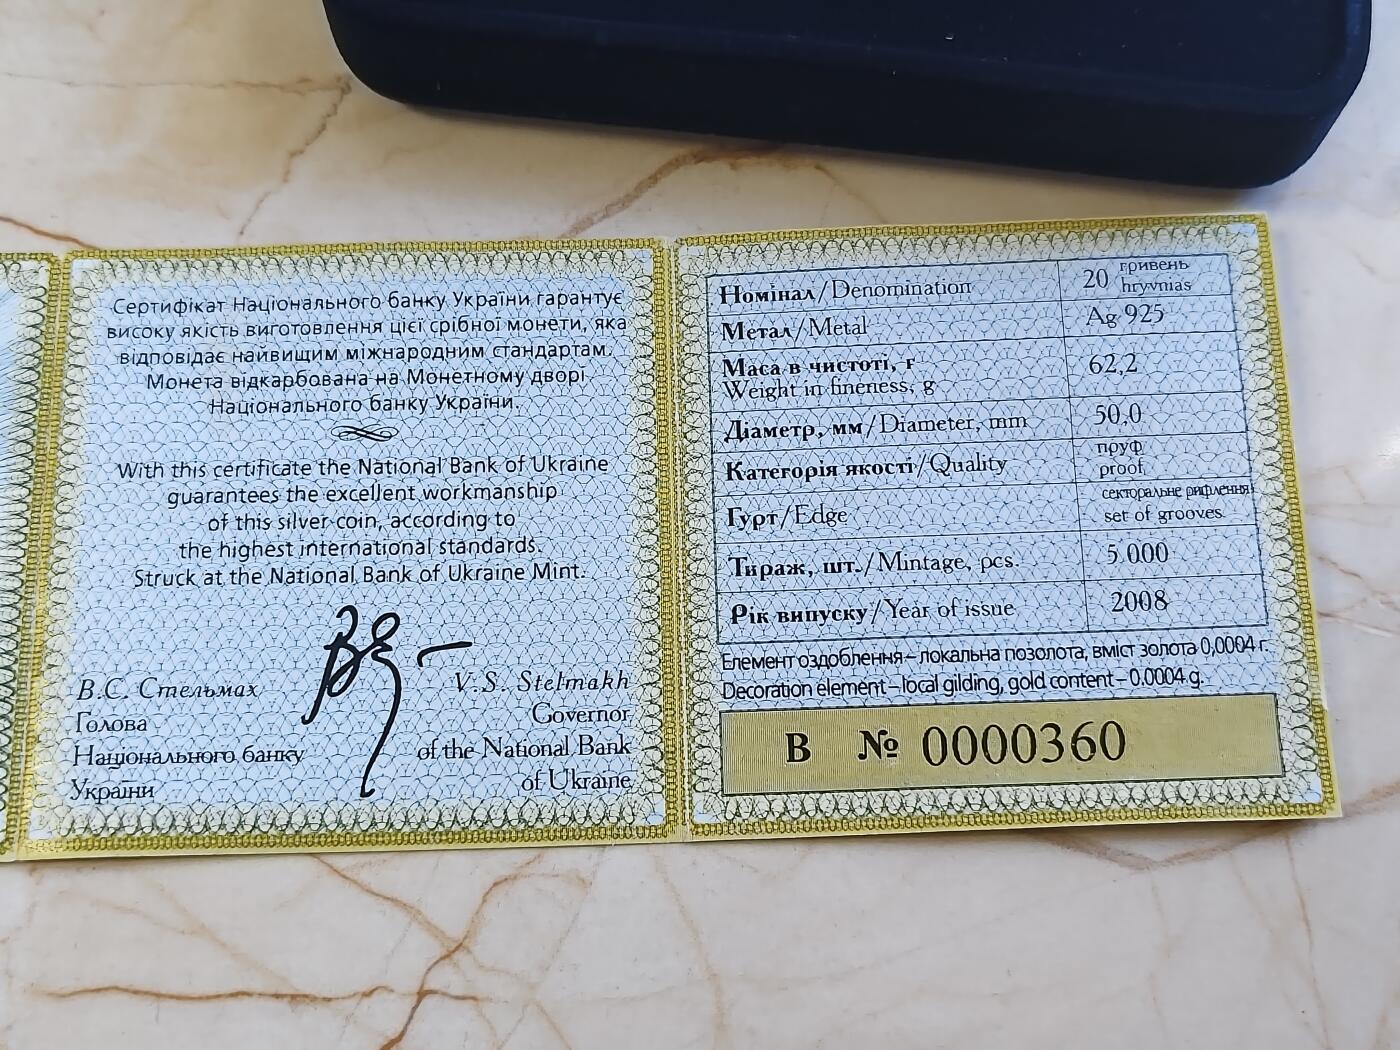 Сертифікат Національного банку України гарантує
високу якість виготовлення цієї срібної монети, яка
відповідає найвищим міжнародним стандартам.
Монета відкарбована на Монетному дворі
Національного банку України.
With this certificate the National Bank of Ukraine
guarantees the excellent workmanship
of this silver coin, according to
the highest international standards.
Struck at the National Bank of Ukraine Mint.
В.С. Стельмах
Голова
Національного банку
України
V.S. Stelmakh
Governor
of the National Bank
of Ukraine
Номінал/Denomination 20 гривень hryvnias
Метал/Metal Ag 925
Маса в чистоті, г
Weight in fineness, g 62,2
Діаметр, мм/Diameter, mm 50,0
Категорія якості/Quality пруф proof
Гурт/Edge секторальне рифлення set of grooves
Тираж, шт./Mintage, pcs. 5 000
Рік випуску/Year of issue 2008
Елемент оздоблення – локальна позолота, вміст золота 0,0004 г.
Decoration element – local gilding, gold content – 0.0004 g.
В № 0000360